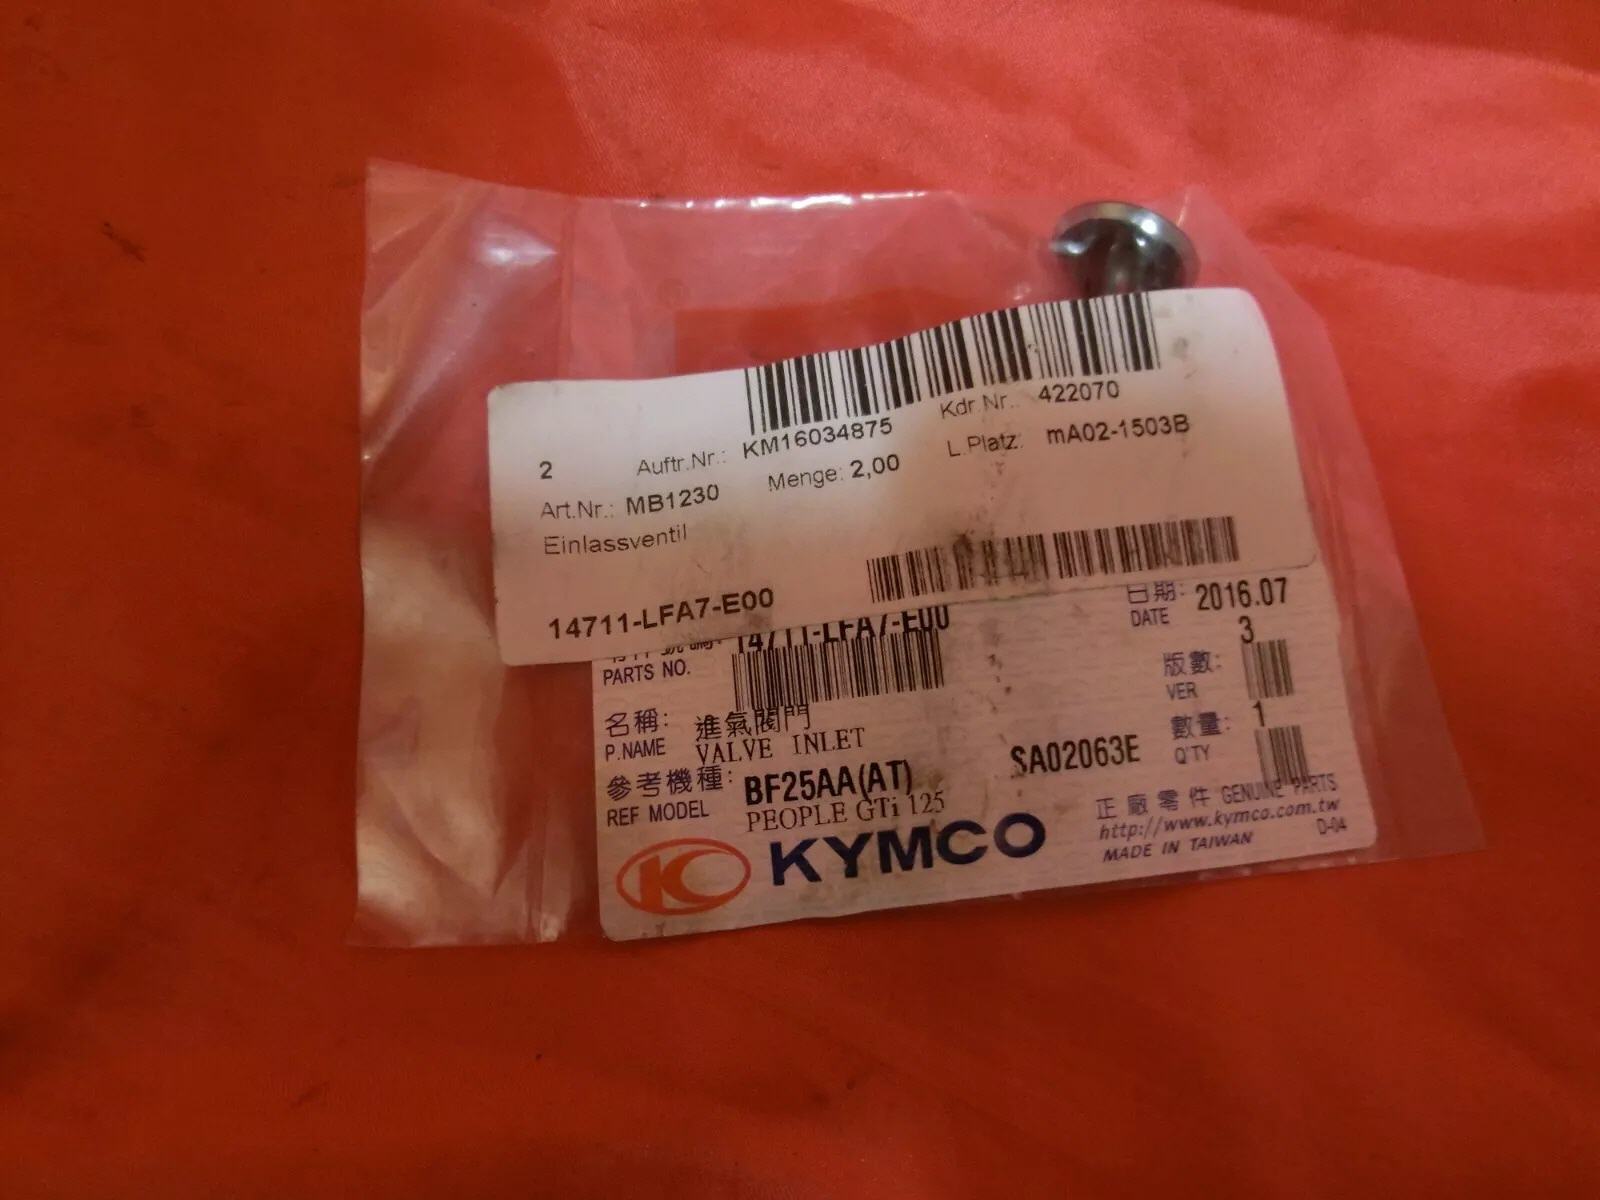 2 Auftr.Nr.: KM16034875 Kdr.Nr.: 422070
Art.Nr.: MB1230 Menge: 2,00 L.Platz: mA02-1503B
Einlassventil
14711-LFA7-E00
14711-LFA7-E00
PARTS NO.
日期: 2016.07
DATE
3
版數:
VER
名稱: 進氣閥門
P.NAME VALVE INLET
數量: 1
Q'TY
參考機種: BF25AA(AT) SA02063E
REF MODEL PEOPLE GTi 125
正廠零件 GENUINE PARTS
http://www.kymco.com.tw
MADE IN TAIWAN D-04
KC KYMCO